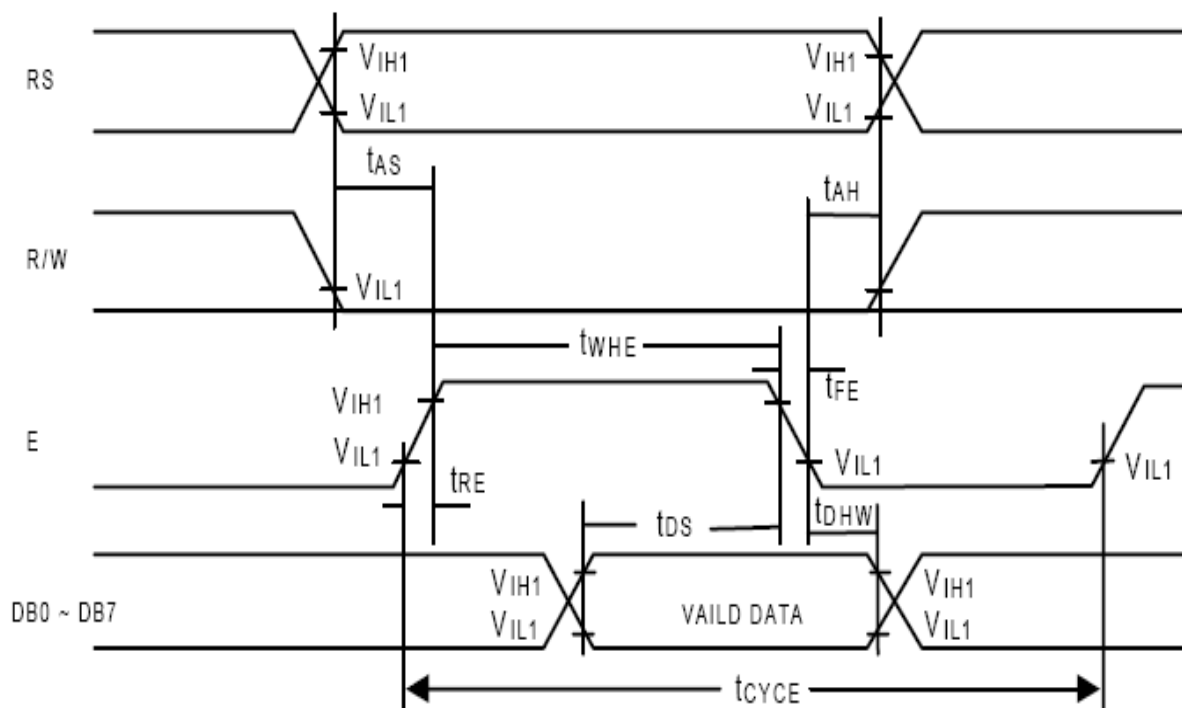 RS
VIH1
VIL1
VIH1
VIL1
tAS
tAH
R/W
VIL1
tWHE
tFE
E
VIH1
VIL1
VIL1
VIL1
tRE
tDS
tDHW
DB0 ~ DB7
VIH1
VIL1
VAILD DATA
VIH1
VIL1
tCYCE